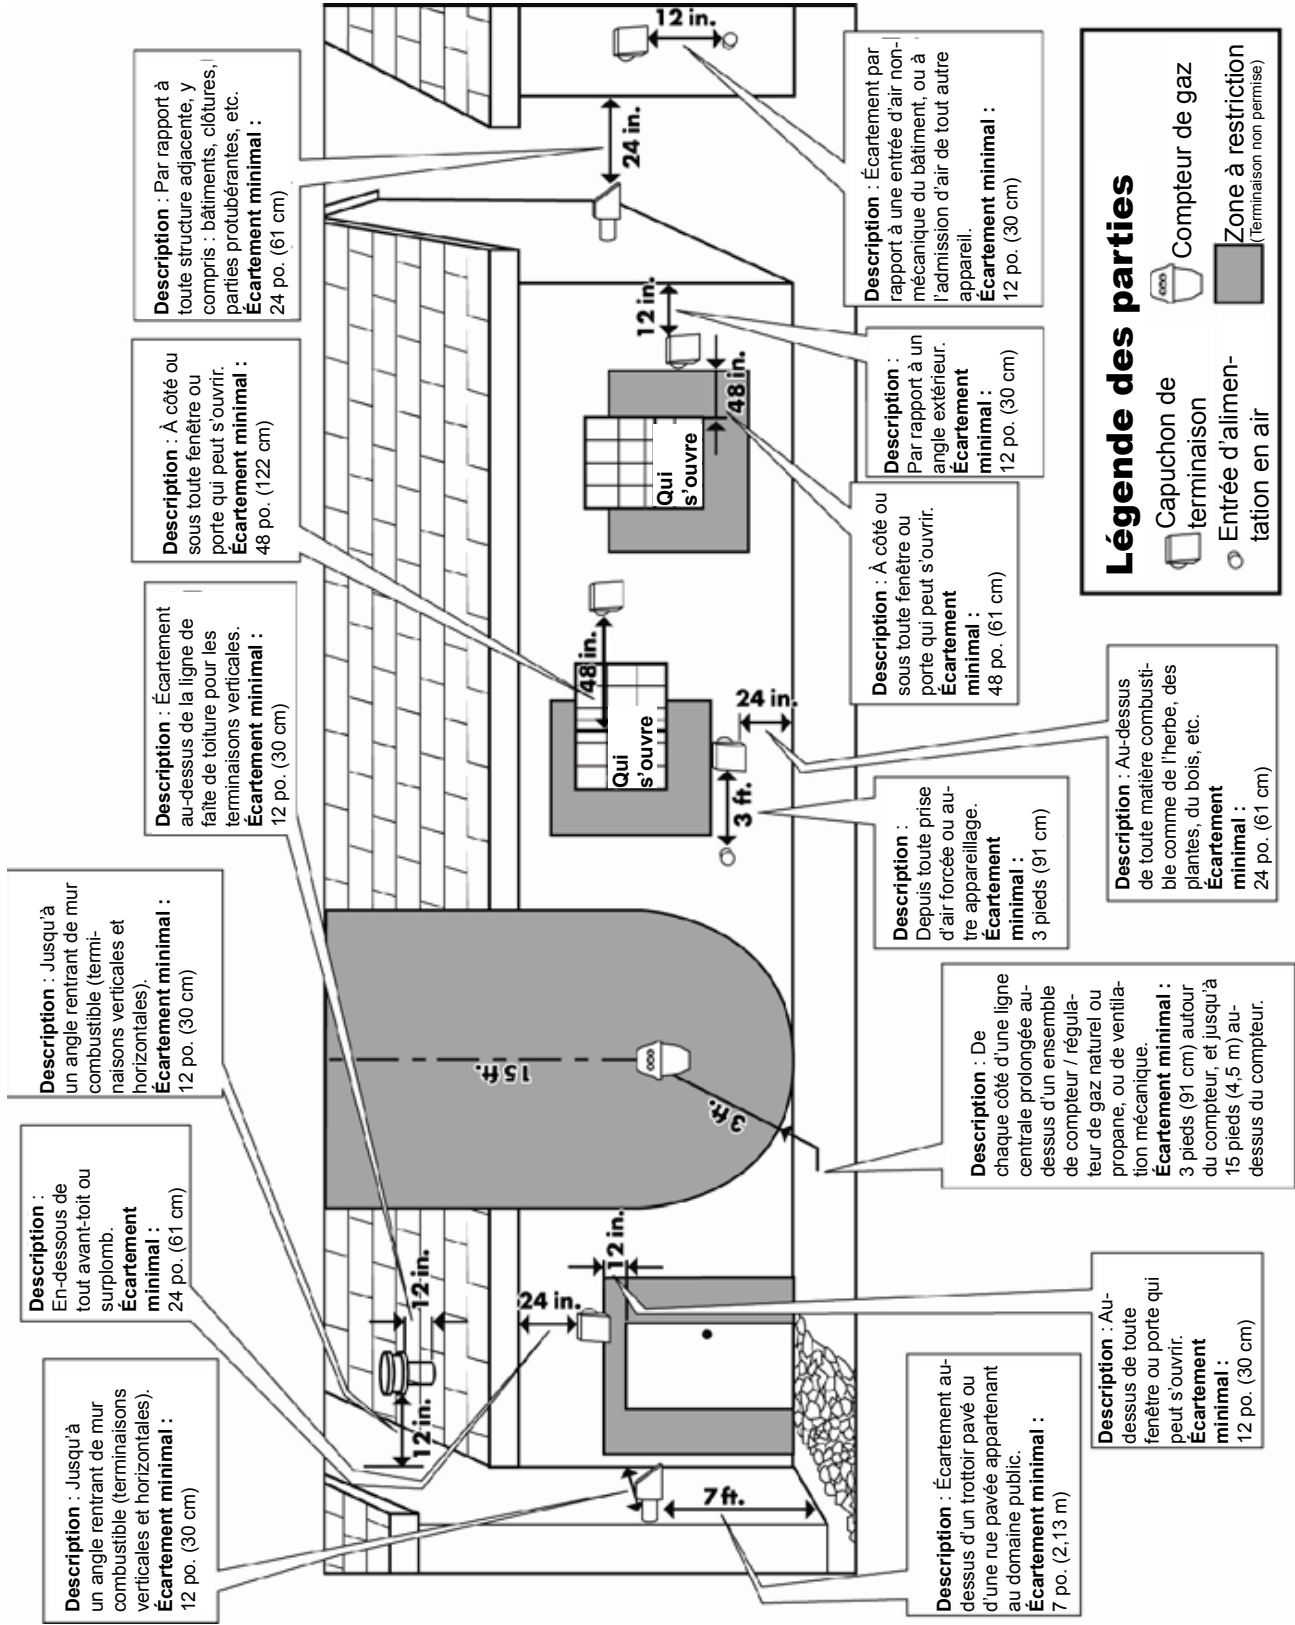 Description : Jusqu'à
un angle rentrant de mur
combustible (terminaisons
verticales et horizontales).
Écartement minimal :
12 po. (30 cm)
Description :
En-dessous de
tout avant-toit ou
surplomb.
Écartement
minimal :
24 po. (61 cm)
Description : Jusqu'à
un angle rentrant de mur
combustible (termi-
naisons verticales et
horizontales).
Écartement minimal :
12 po. (30 cm)
Description : Écartement
au-dessus de la ligne de
faîte de toiture pour les
terminaisons verticales.
Écartement minimal :
12 po. (30 cm)
Description : À côté ou
sous toute fenêtre ou
porte qui peut s'ouvrir.
Écartement minimal :
48 po. (122 cm)
Description : Par rapport à
toute structure adjacente, y
compris : bâtiments, clôtures,
parties protubérantes, etc.
Écartement minimal :
24 po. (61 cm)
12 in.
12 in.
24 in.
12 in.
7 ft.
15 ft.
3 ft.
48 in.
Qui
s'ouvre
3 ft.
24 in.
Qui
s'ouvre
48 in.
12 in.
24 in.
12 in.
Description : Écartement au-
dessus d'un trottoir pavé ou
d'une rue pavée appartenant
au domaine public.
Écartement minimal :
7 po. (2,13 m)
Description : Au-
dessus de toute
fenêtre ou porte qui
peut s'ouvrir.
Écartement
minimal :
12 po. (30 cm)
Description : De
chaque côté d'une ligne
centrale prolongée au-
dessus d'un ensemble
de compteur / régula-
teur de gaz naturel ou
propane, ou de ventila-
tion mécanique.
Écartement minimal :
3 pieds (91 cm) autour
du compteur, et jusqu'à
15 pieds (4,5 m) au-
dessus du compteur.
Description :
Depuis toute prise
d'air forcée ou au-
tre appareillage.
Écartement
minimal :
3 pieds (91 cm)
Description : Au-dessus
de toute matière combusti-
ble comme de l'herbe, des
plantes, du bois, etc.
Écartement
minimal :
24 po. (61 cm)
Description : À côté ou
sous toute fenêtre ou
porte qui peut s'ouvrir.
Écartement
minimal :
48 po. (61 cm)
Description :
Par rapport à un
angle extérieur.
Écartement
minimal :
12 po. (30 cm)
Description : Écartement par
rapport à une entrée d'air non-
mécanique du bâtiment, ou à
l'admission d'air de tout autre
appareil.
Écartement minimal :
12 po. (30 cm)
Légende des parties
Capuchon de
terminaison
Entrée d'alimen-
tation en air
Compteur de gaz
Zone à restriction
(Terminaison non permise)